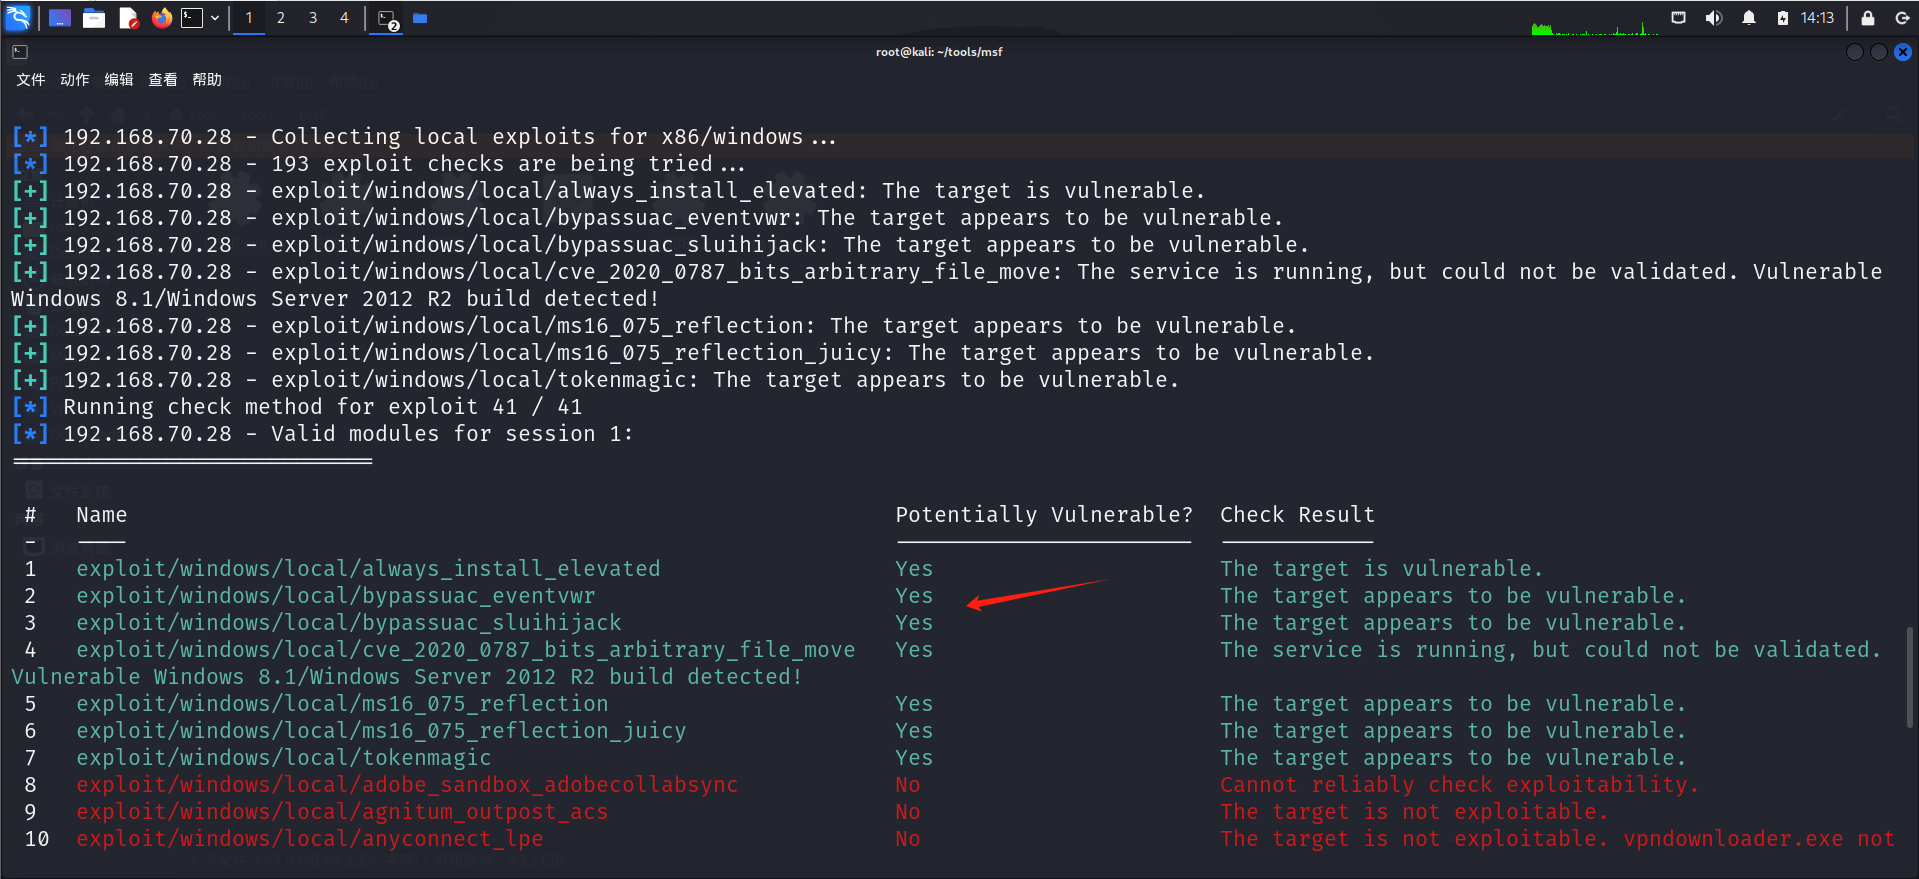 1 2 3 4 2 14:13
root@kali: ~/tools/msf
文件 动作 编辑 查看 帮助
[*] 192.168.70.28 - Collecting local exploits for x86/windows...
[*] 192.168.70.28 - 193 exploit checks are being tried...
[+] 192.168.70.28 - exploit/windows/local/always_install_elevated: The target is vulnerable.
[+] 192.168.70.28 - exploit/windows/local/bypassuac_eventvwr: The target appears to be vulnerable.
[+] 192.168.70.28 - exploit/windows/local/bypassuac_sluihijack: The target appears to be vulnerable.
[+] 192.168.70.28 - exploit/windows/local/cve_2020_0787_bits_arbitrary_file_move: The service is running, but could not be validated. Vulnerable
Windows 8.1/Windows Server 2012 R2 build detected!
[+] 192.168.70.28 - exploit/windows/local/ms16_075_reflection: The target appears to be vulnerable.
[+] 192.168.70.28 - exploit/windows/local/ms16_075_reflection_juicy: The target appears to be vulnerable.
[+] 192.168.70.28 - exploit/windows/local/tokenmagic: The target appears to be vulnerable.
[*] Running check method for exploit 41 / 41
[*] 192.168.70.28 - Valid modules for session 1:
============================
# Name Potentially Vulnerable? Check Result
- ---- ----------------------- ------------
1 exploit/windows/local/always_install_elevated Yes The target is vulnerable.
2 exploit/windows/local/bypassuac_eventvwr Yes The target appears to be vulnerable.
3 exploit/windows/local/bypassuac_sluihijack Yes The target appears to be vulnerable.
4 exploit/windows/local/cve_2020_0787_bits_arbitrary_file_move Yes The service is running, but could not be validated.
Vulnerable Windows 8.1/Windows Server 2012 R2 build detected!
5 exploit/windows/local/ms16_075_reflection Yes The target appears to be vulnerable.
6 exploit/windows/local/ms16_075_reflection_juicy Yes The target appears to be vulnerable.
7 exploit/windows/local/tokenmagic Yes The target appears to be vulnerable.
8 exploit/windows/local/adobe_sandbox_adobecollabsync No Cannot reliably check exploitability.
9 exploit/windows/local/agnitum_outpost_acs No The target is not exploitable.
10 exploit/windows/local/anyconnect_lpe No The target is not exploitable. vpndownloader.exe not